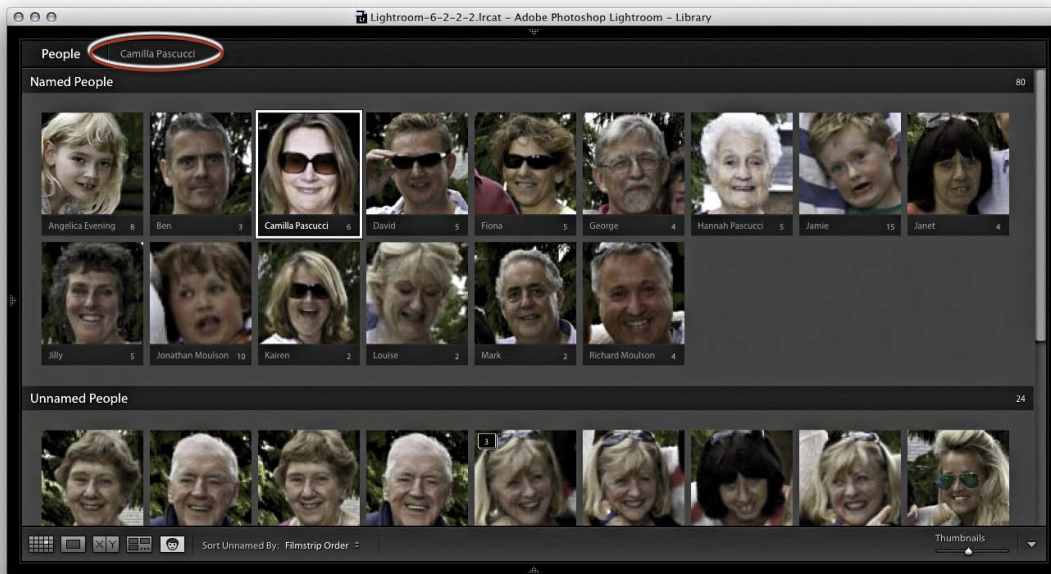 Lightroom-6-2-2-2.lrcat – Adobe Photoshop Lightroom – Library
People Camilla Pascucci
Named People 80
Angelica Evening 8 Ben 3 Camilla Pascucci 6 David 5 Fiona 5 George 4 Hannah Pascucci 5 Jamie 15 Janet 4
Jilly 5 Jonathan Moulson 10 Kairen 2 Louise 2 Mark 2 Richard Moulson 4
Unnamed People 24
3
XY Sort Unnamed By: Filmstrip Order Thumbnails